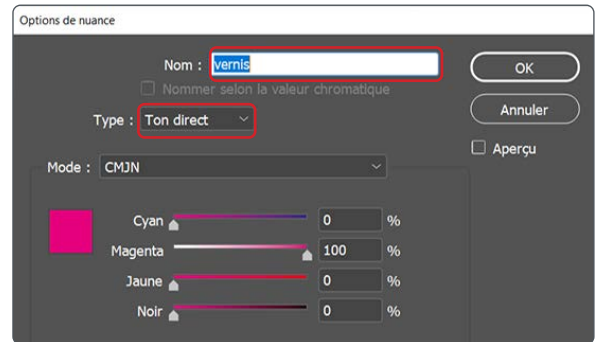 Options de nuance
Nom : vernis
OK
Nommer selon la valeur chromatique
Type : Ton direct
Annuler
Aperçu
Mode : CMJN
Cyan 0 %
Magenta 100 %
Jaune 0 %
Noir 0 %